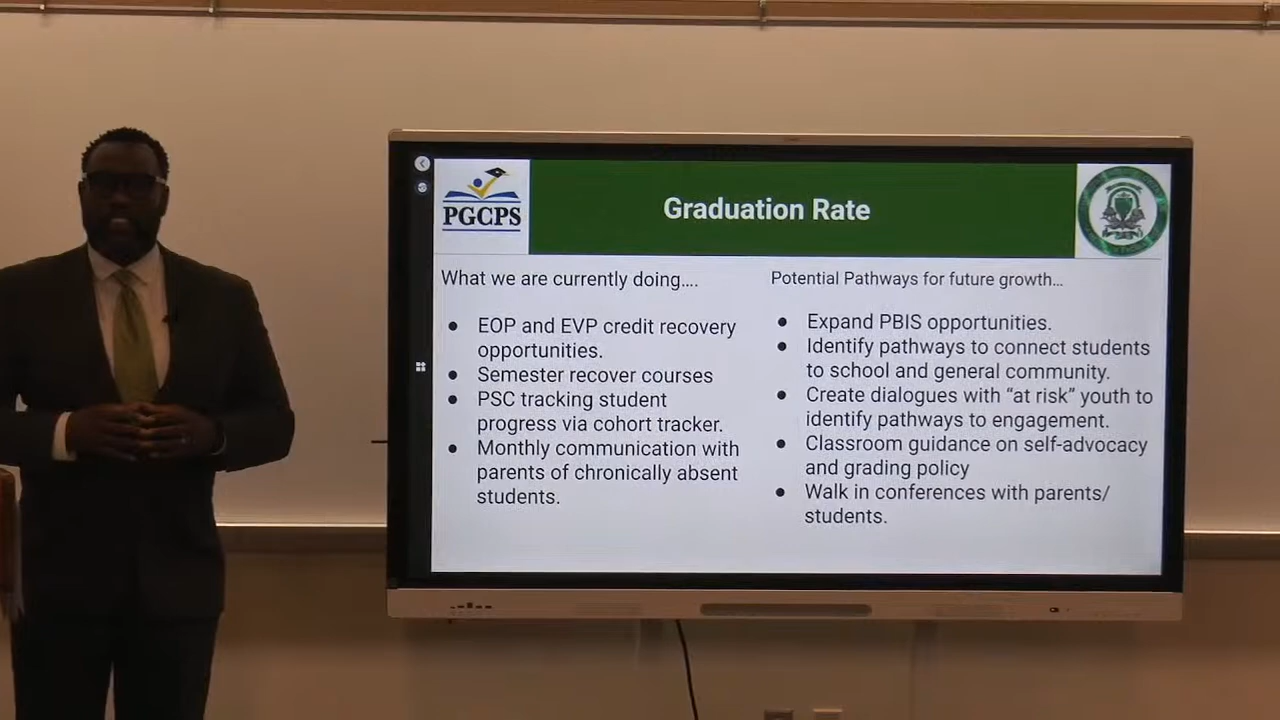 PGCPS
Graduation Rate
What we are currently doing....
● EOP and EVP credit recovery
opportunities.
● Semester recover courses
● PSC tracking student
progress via cohort tracker.
● Monthly communication with
parents of chronically absent
students.
Potential Pathways for future growth...
● Expand PBIS opportunities.
● Identify pathways to connect students
to school and general community.
● Create dialogues with “at risk” youth to
identify pathways to engagement.
● Classroom guidance on self-advocacy
and grading policy
● Walk in conferences with parents/
students.